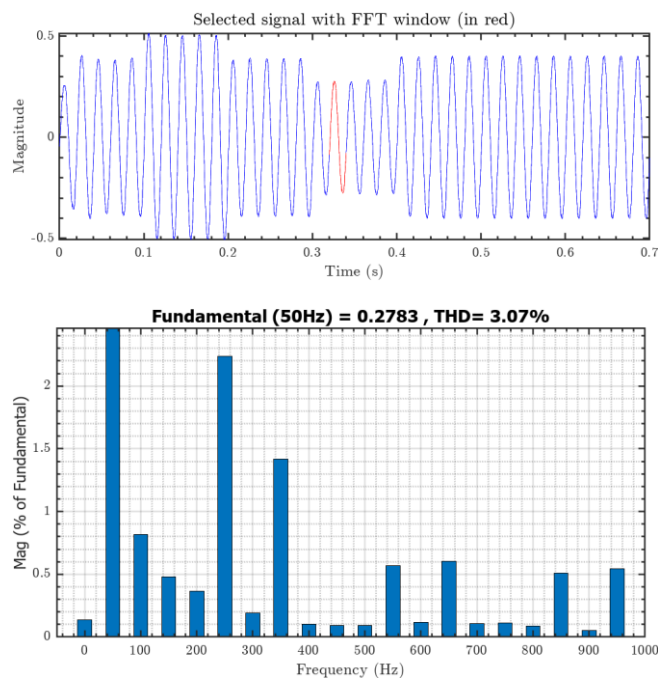 Selected signal with FFT window (in red)
0.5
0
-0.5
Magnitude
0 0.1 0.2 0.3 0.4 0.5 0.6 0.7
Time (s)
Fundamental (50Hz) = 0.2783 , THD= 3.07%
2
1.5
1
0.5
0
Mag (% of Fundamental)
0 100 200 300 400 500 600 700 800 900 1000
Frequency (Hz)